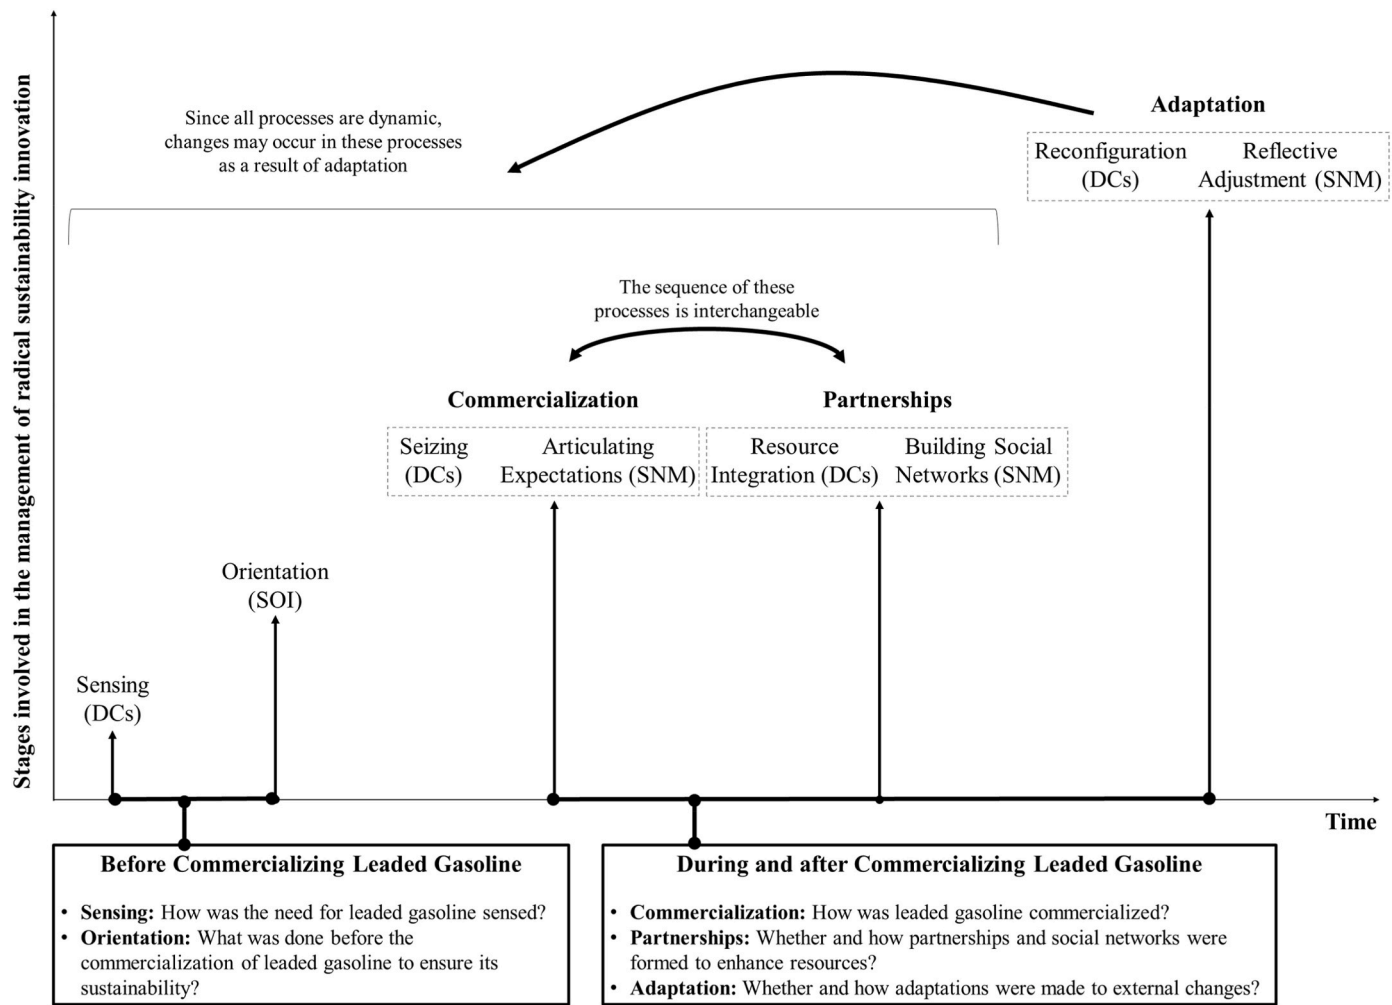 Stages involved in the management of radical sustainability innovation
Since all processes are dynamic,
changes may occur in these processes
as a result of adaptation
Adaptation
Reconfiguration
(DCs)
Reflective
Adjustment (SNM)
The sequence of these
processes is interchangeable
Commercialization
Seizing
(DCs)
Articulating
Expectations (SNM)
Partnerships
Resource
Integration (DCs)
Building Social
Networks (SNM)
Orientation
(SOI)
Sensing
(DCs)
Time
Before Commercializing Leaded Gasoline
• Sensing: How was the need for leaded gasoline sensed?
• Orientation: What was done before the
commercialization of leaded gasoline to ensure its
sustainability?
During and after Commercializing Leaded Gasoline
• Commercialization: How was leaded gasoline commercialized?
• Partnerships: Whether and how partnerships and social networks were
formed to enhance resources?
• Adaptation: Whether and how adaptations were made to external changes?